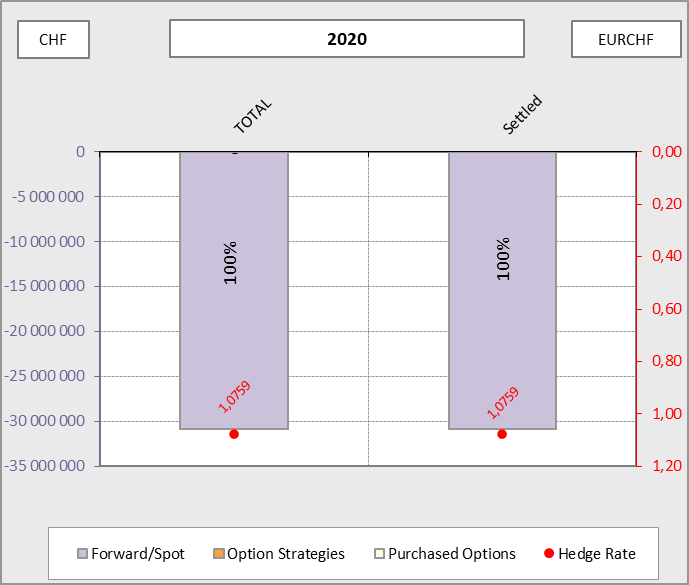 CHF
2020
EURCHF
TOTAL
Settled
0
-5 000 000
-10 000 000
-15 000 000
-20 000 000
-25 000 000
-30 000 000
-35 000 000
100%
100%
1,0759
1,0759
0,00
0,20
0,40
0,60
0,80
1,00
1,20
Forward/Spot
Option Strategies
Purchased Options
Hedge Rate